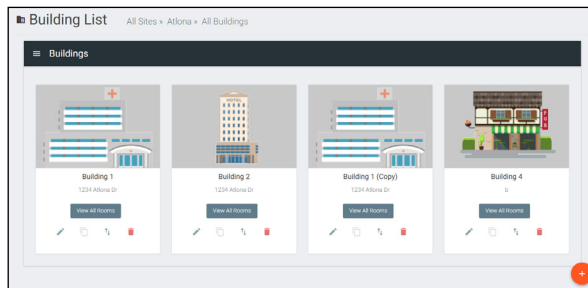 Building List
All Sites » Atlona » All Buildings
Buildings
HOTEL
Building 1
1234 Atlona Dr
View All Rooms
Building 2
1234 Atlona Dr
View All Rooms
Building 1 (Copy)
1234 Atlona Dr
View All Rooms
Building 4
b
View All Rooms